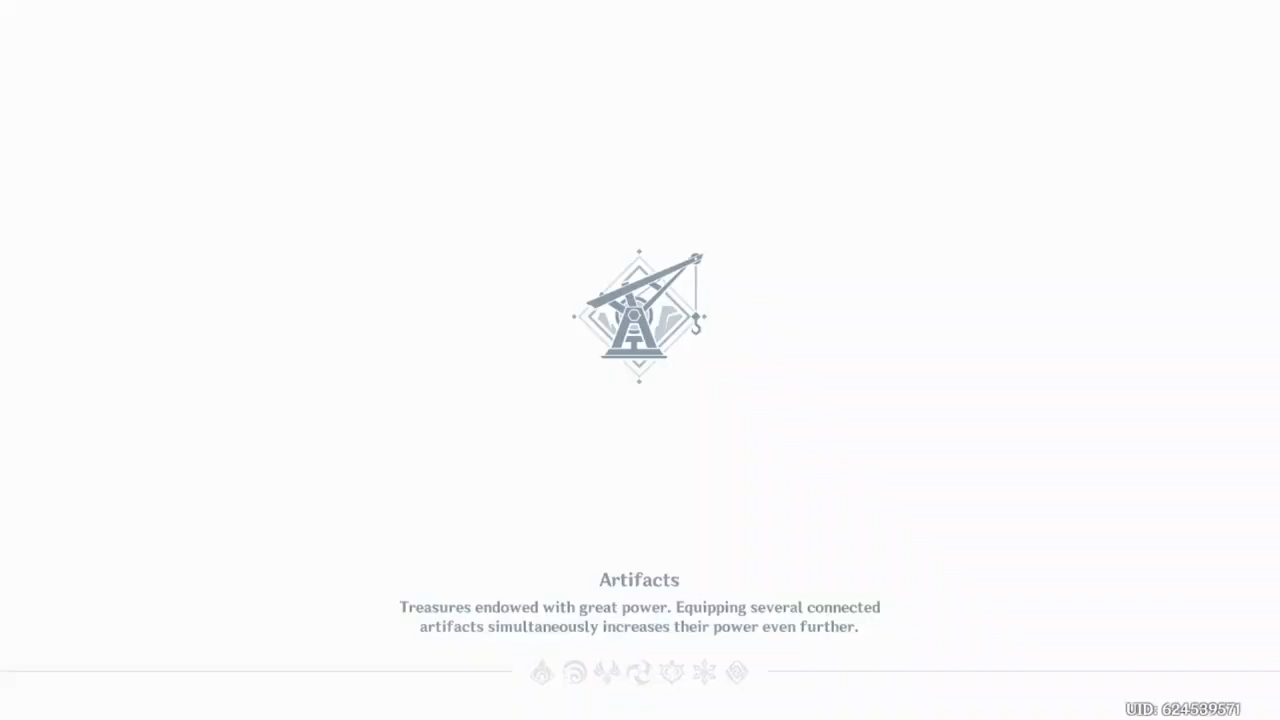 Artifacts
Treasures endowed with great power. Equipping several connected
artifacts simultaneously increases their power even further.
UID: 624539571